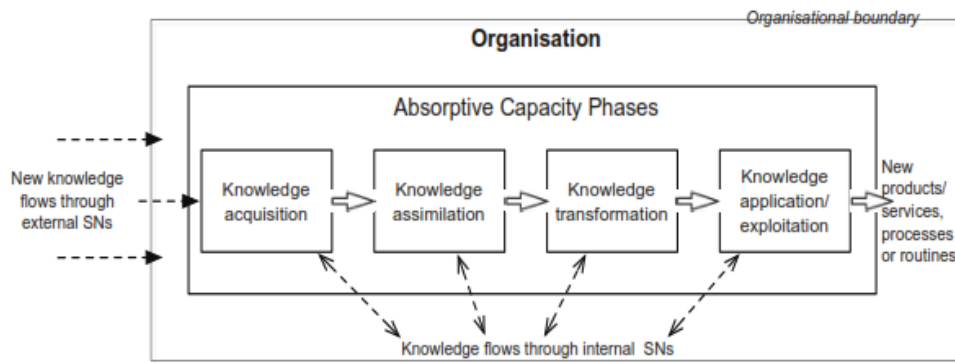 Organisational boundary
Organisation
Absorptive Capacity Phases
New knowledge
flows through
external SNs
Knowledge
acquisition
Knowledge
assimilation
Knowledge
transformation
Knowledge
application/
exploitation
New
products/
services,
processes
or routines
Knowledge flows through internal SNs